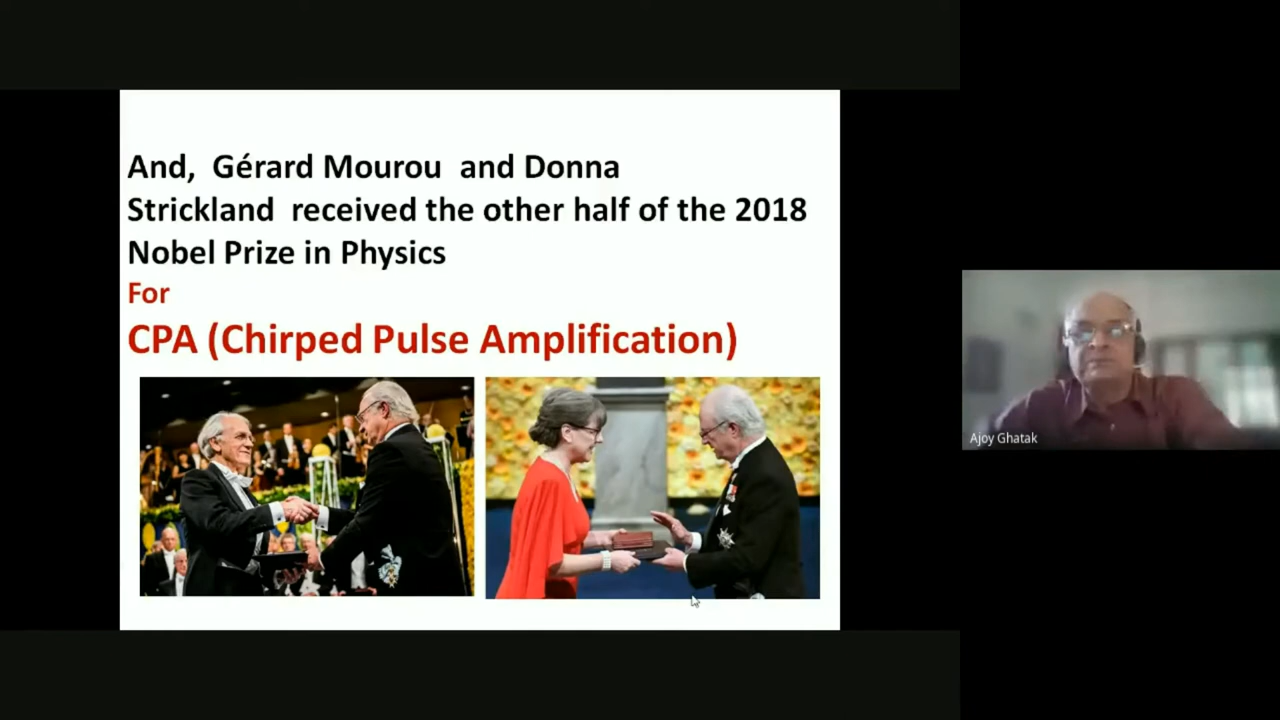 And, Gérard Mourou and Donna
Strickland received the other half of the 2018
Nobel Prize in Physics
For
CPA (Chirped Pulse Amplification)
Ajoy Ghatak